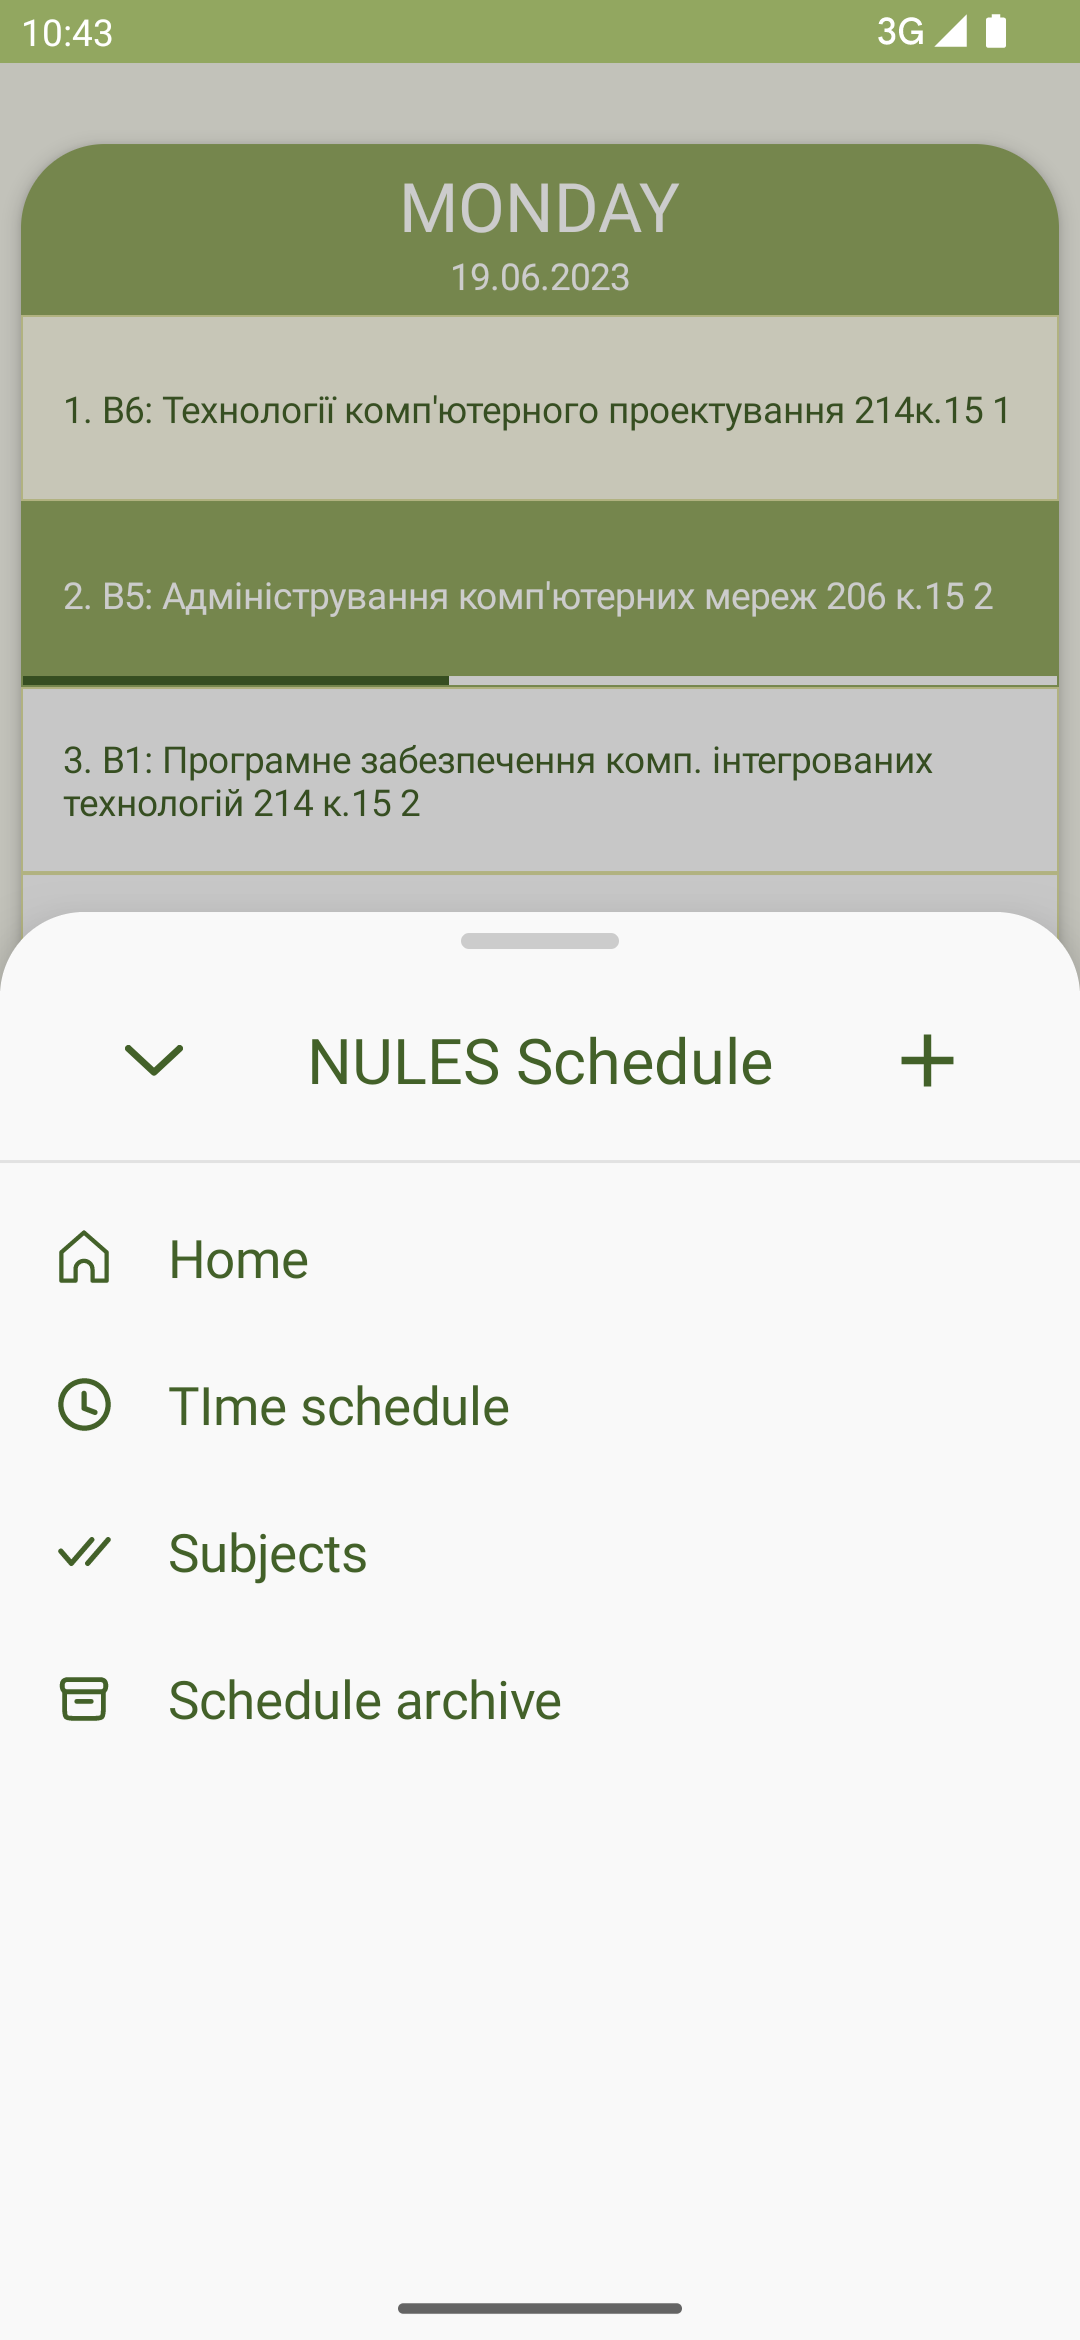 10:43
3G
MONDAY
19.06.2023
1. В6: Технології комп'ютерного проектування 214к.15 1
2. В5: Адміністрування комп'ютерних мереж 206 к.15 2
3. В1: Програмне забезпечення комп. інтегрованих
технологій 214 к.15 2
NULES Schedule
Home
TIme schedule
Subjects
Schedule archive